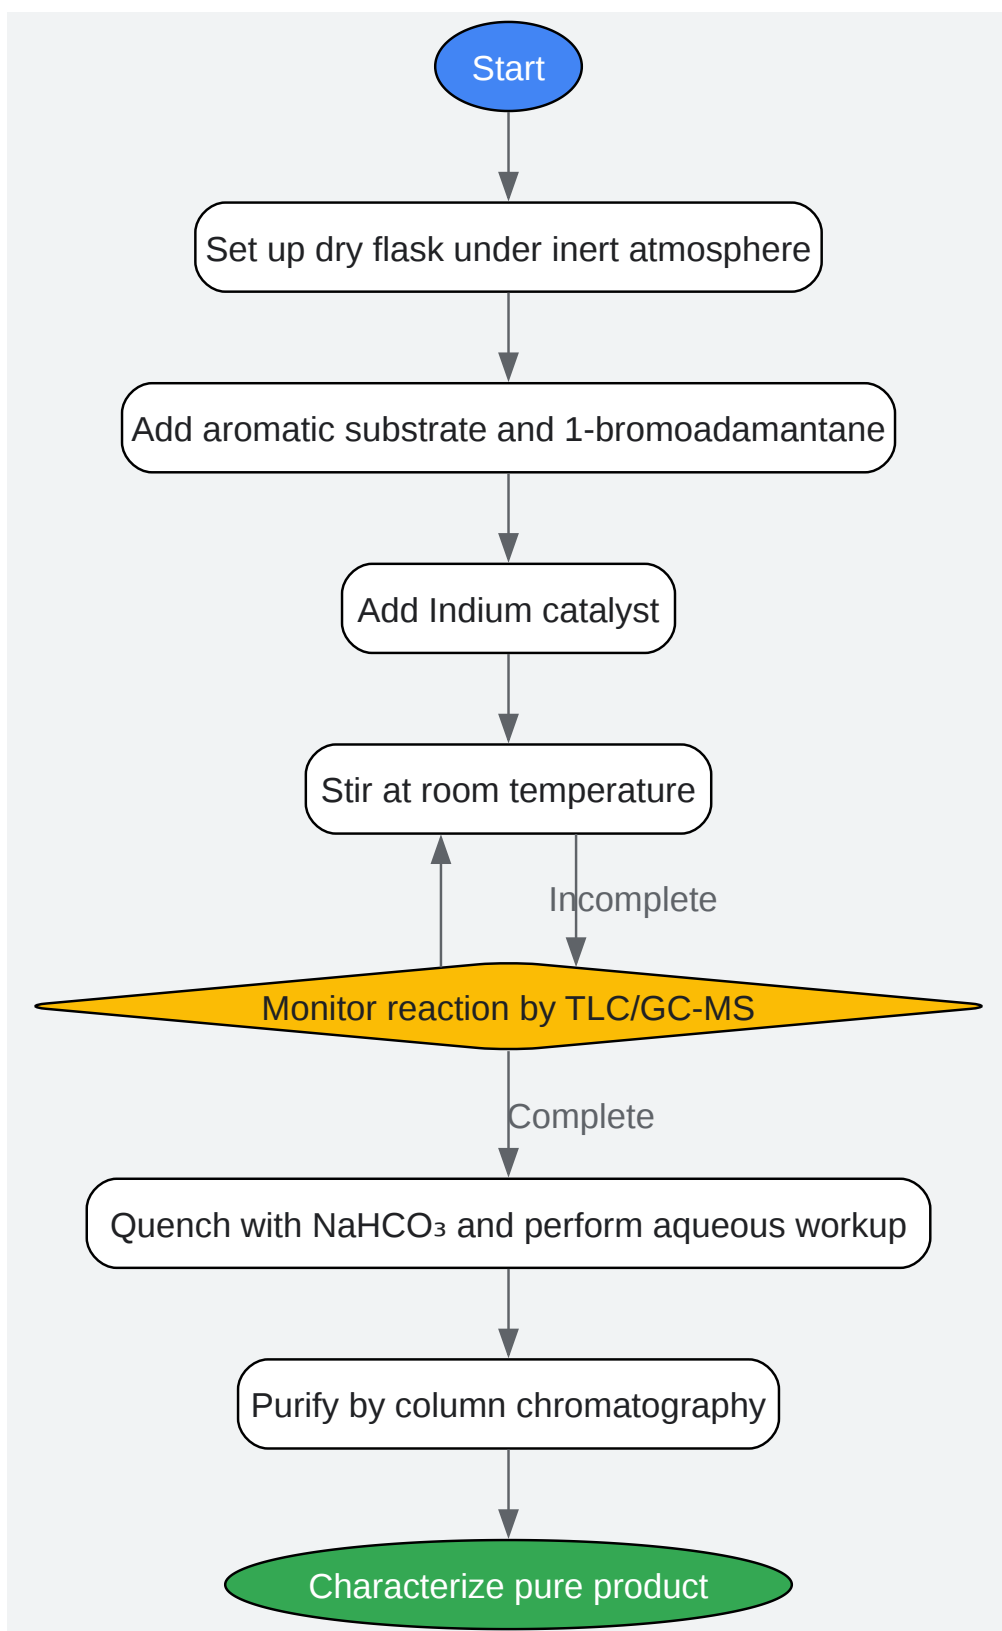 Start
Set up dry flask under inert atmosphere
Add aromatic substrate and 1-bromoadamantane
Add Indium catalyst
Stir at room temperature
Incomplete
Monitor reaction by TLC/GC-MS
Complete
Quench with NaHCO₃ and perform aqueous workup
Purify by column chromatography
Characterize pure product